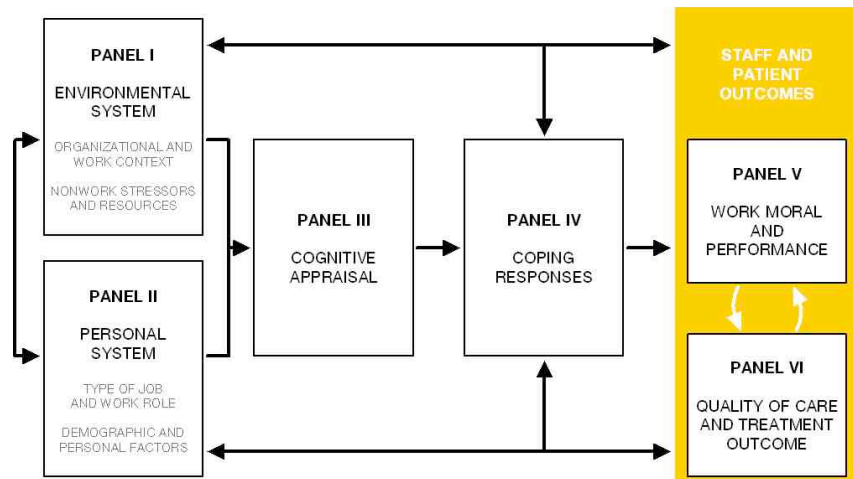 PANEL I
ENVIRONMENTAL
SYSTEM
ORGANIZATIONAL AND
WORK CONTEXT
NONWORK STRESSORS
AND RESOURCES
PANEL II
PERSONAL
SYSTEM
TYPE OF JOB
AND WORK ROLE
DEMOGRAPHIC AND
PERSONAL FACTORS
PANEL III
COGNITIVE
APPRAISAL
PANEL IV
COPING
RESPONSES
STAFF AND
PATIENT
OUTCOMES
PANEL V
WORK MORAL
AND
PERFORMANCE
PANEL VI
QUALITY OF CARE
AND TREATMENT
OUTCOME